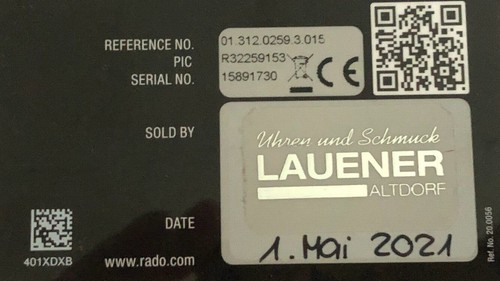 REFERENCE NO. 01.312.0259.3.015
PIC R32259153
SERIAL NO. 15891730
SOLD BY
Uhren und Schmuck
LAUENER
ALTDORF
DATE 1. Mai 2021
401XDXB
www.rado.com
Ref. No. 20.0056